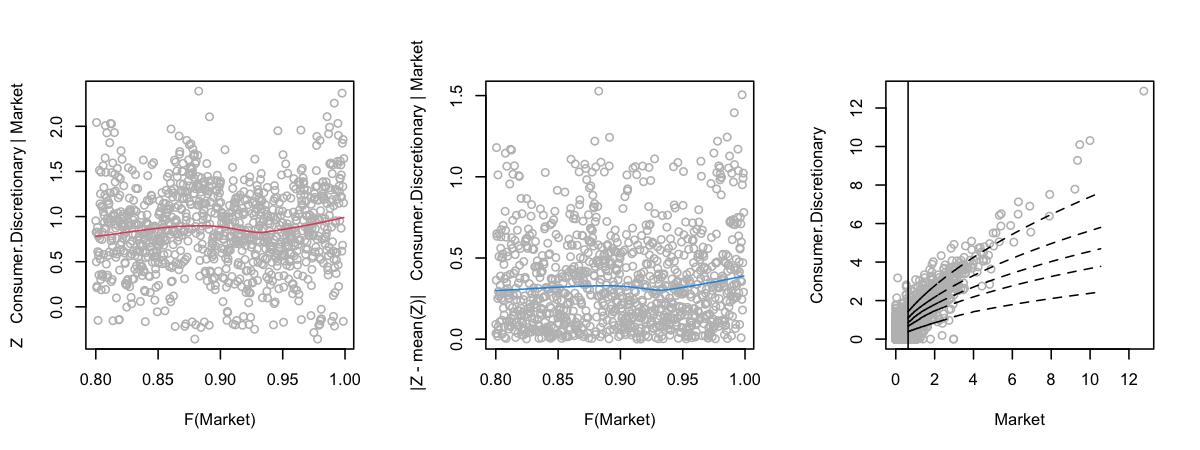 Z   Consumer.Discretionary | Market
0.0 0.5 1.0 1.5 2.0
0.80 0.85 0.90 0.95 1.00
F(Market)
|Z - mean(Z)|   Consumer.Discretionary | Market
0.0 0.5 1.0 1.5
0.80 0.85 0.90 0.95 1.00
F(Market)
Consumer.Discretionary
0 2 4 6 8 10 12
0 2 4 6 8 10 12
Market